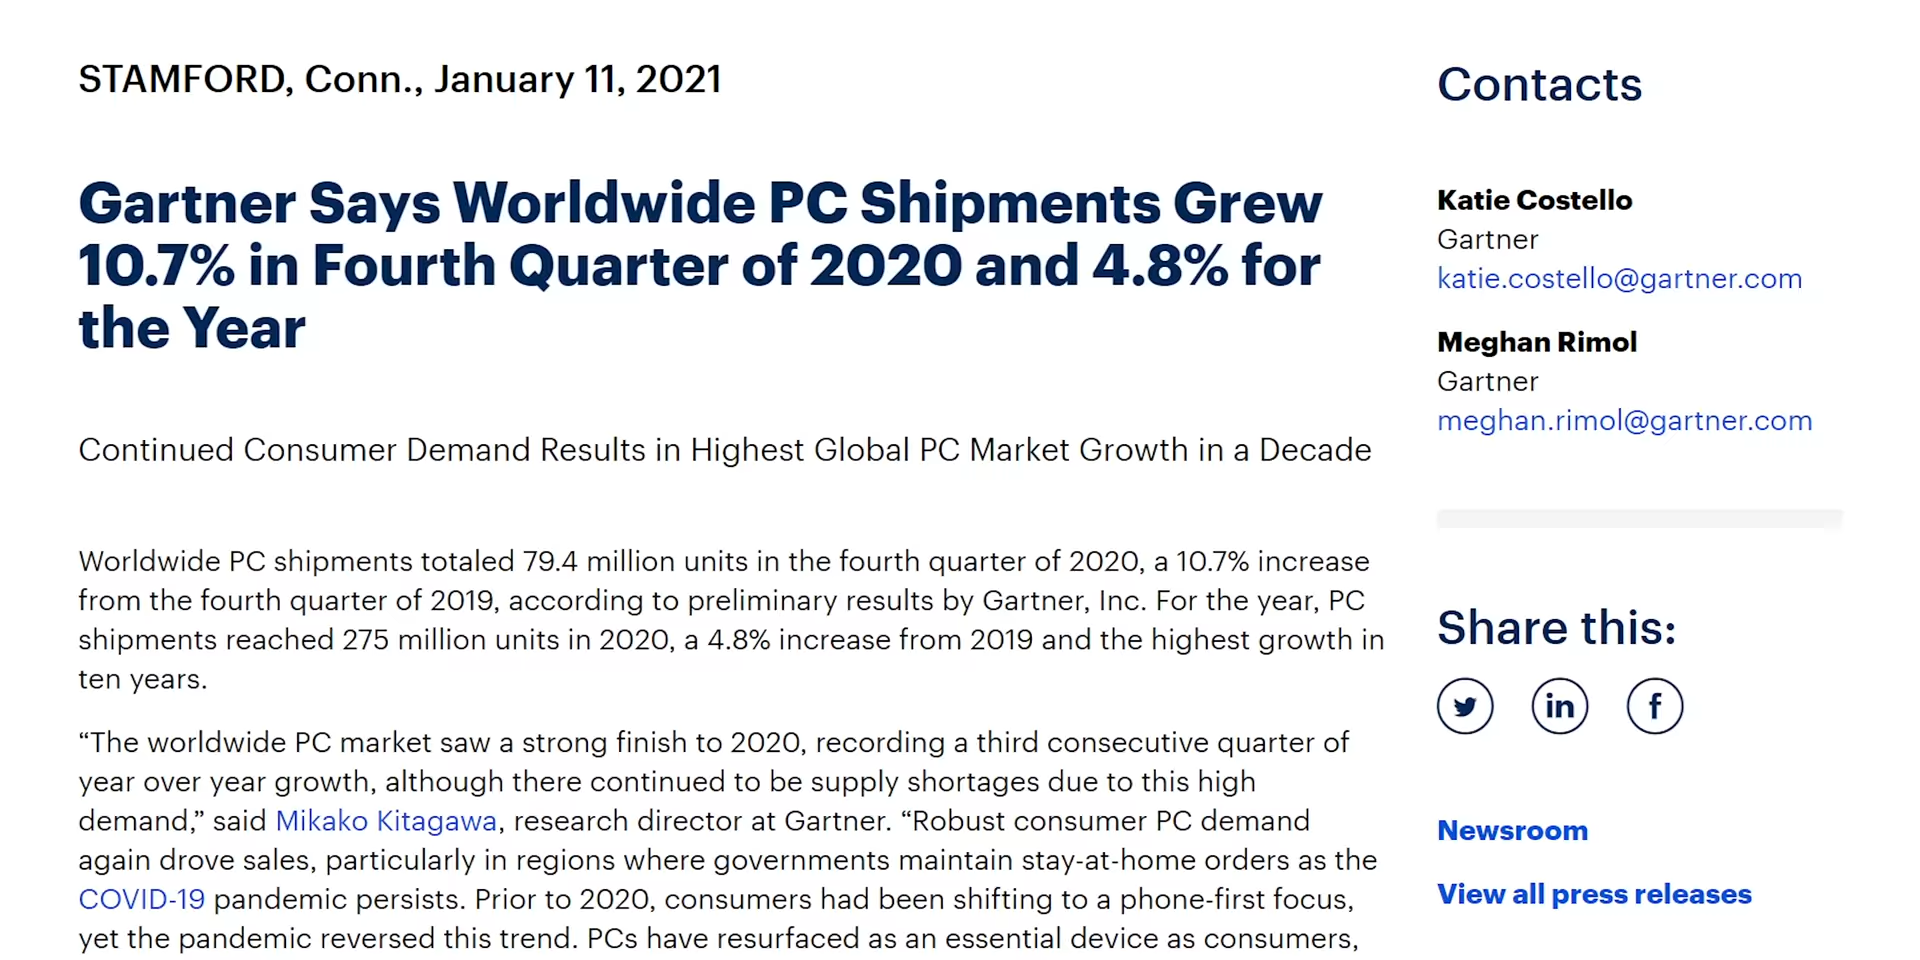 STAMFORD, Conn., January 11, 2021
Gartner Says Worldwide PC Shipments Grew
10.7% in Fourth Quarter of 2020 and 4.8% for
the Year
Continued Consumer Demand Results in Highest Global PC Market Growth in a Decade
Worldwide PC shipments totaled 79.4 million units in the fourth quarter of 2020, a 10.7% increase
from the fourth quarter of 2019, according to preliminary results by Gartner, Inc. For the year, PC
shipments reached 275 million units in 2020, a 4.8% increase from 2019 and the highest growth in
ten years.
“The worldwide PC market saw a strong finish to 2020, recording a third consecutive quarter of
year over year growth, although there continued to be supply shortages due to this high
demand,” said Mikako Kitagawa, research director at Gartner. “Robust consumer PC demand
again drove sales, particularly in regions where governments maintain stay-at-home orders as the
COVID-19 pandemic persists. Prior to 2020, consumers had been shifting to a phone-first focus,
yet the pandemic reversed this trend. PCs have resurfaced as an essential device as consumers,
Contacts
Katie Costello
Gartner
katie.costello@gartner.com
Meghan Rimol
Gartner
meghan.rimol@gartner.com
Share this:
in f
Newsroom
View all press releases